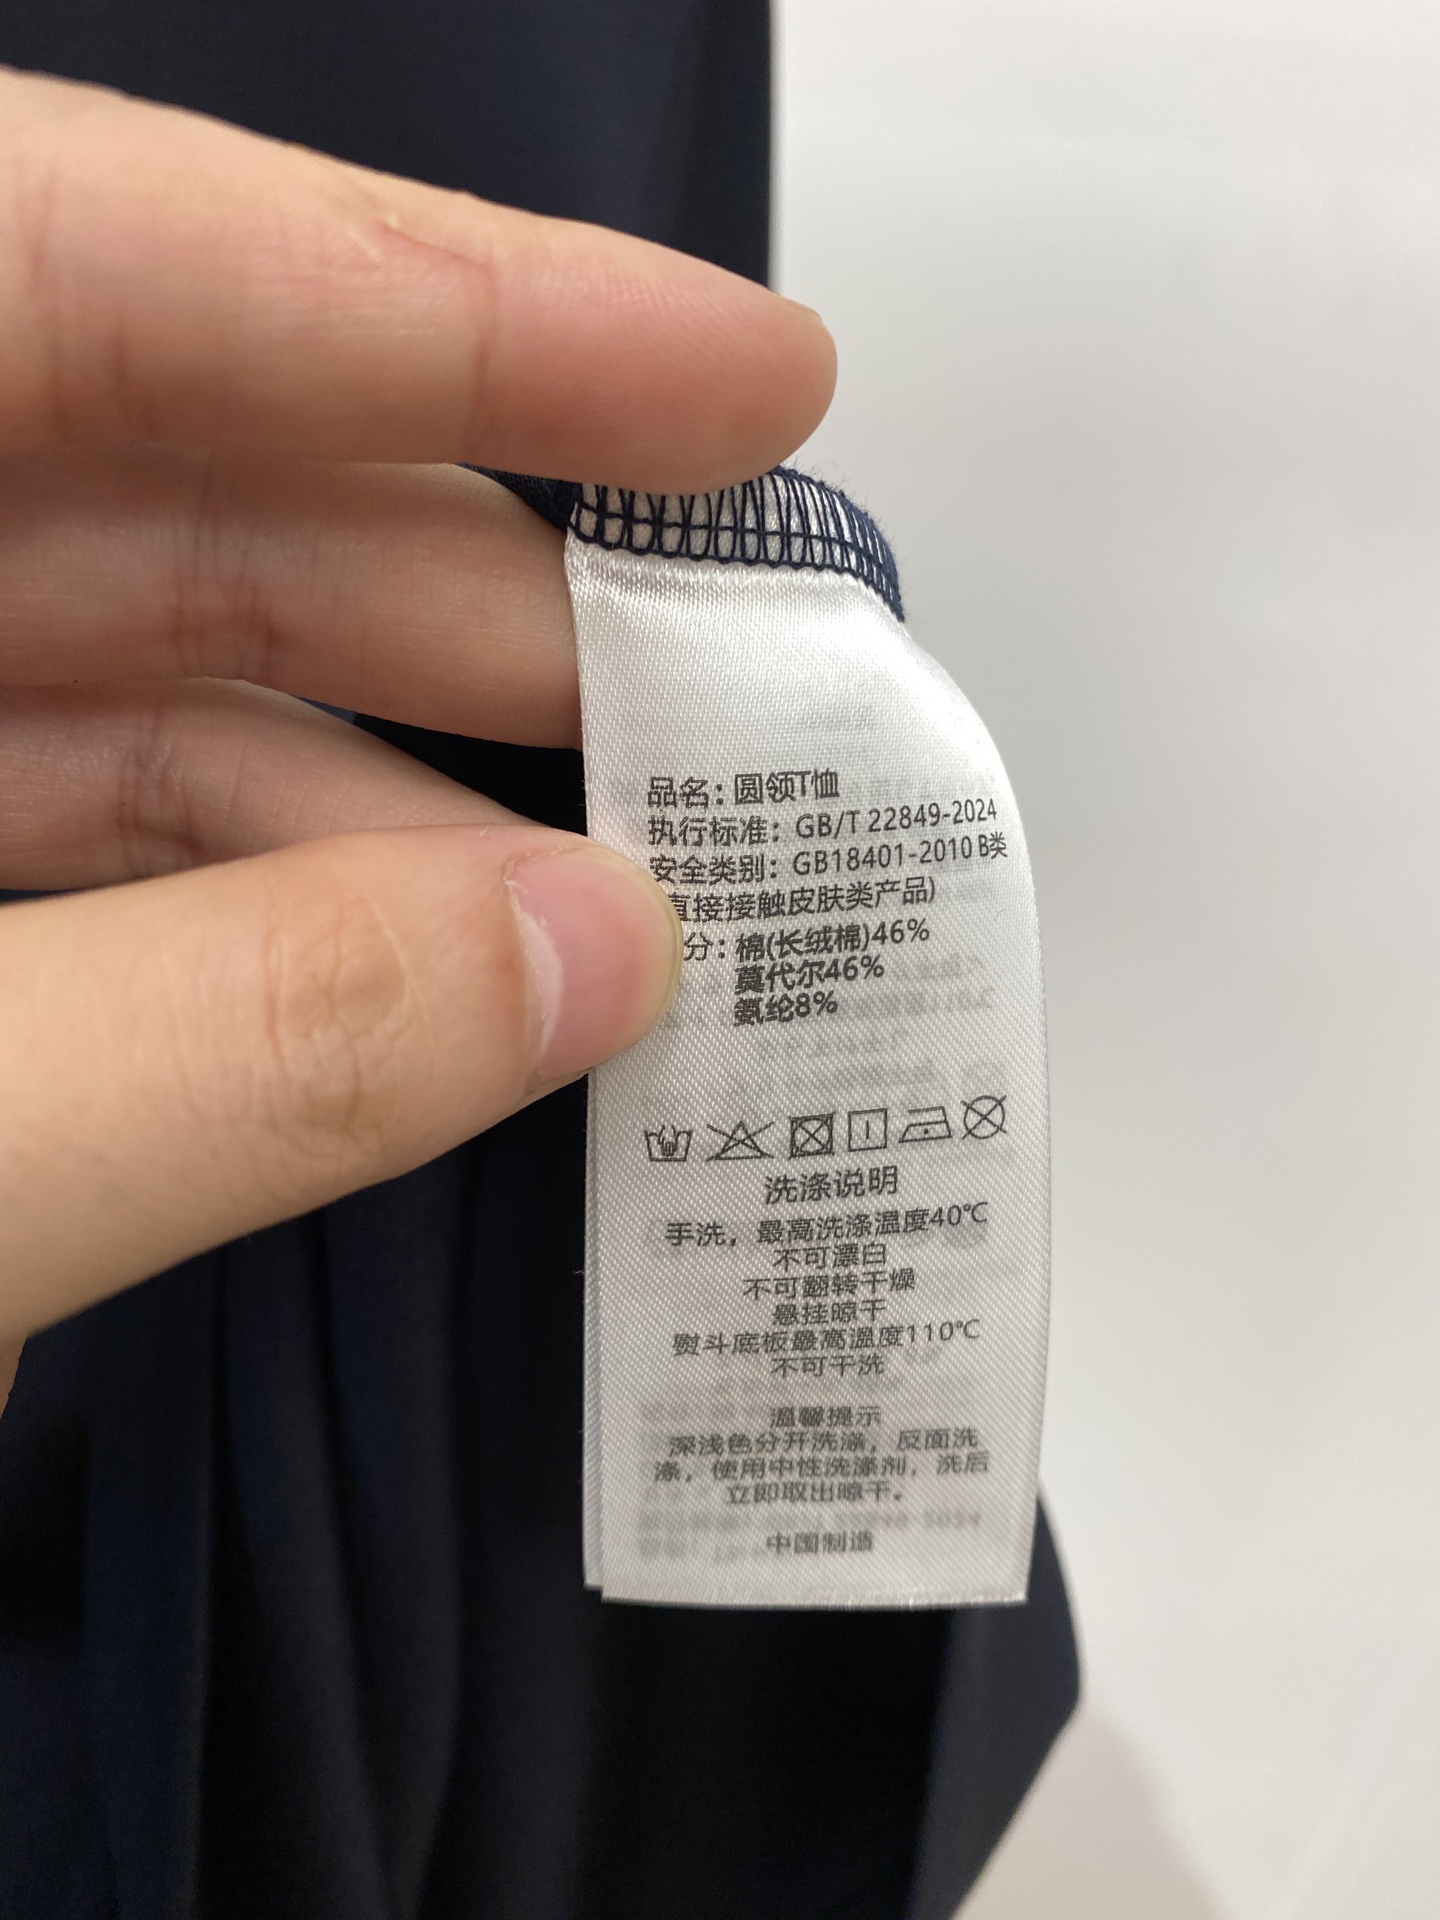 品名：圆领T恤
执行标准：GB/T 22849-2024
安全类别：GB18401-2010 B类
直接接触皮肤类产品)
分：棉(长绒棉)46%
莫代尔46%
氨纶8%
洗涤说明
手洗，最高洗涤温度40℃
不可漂白
不可翻转干燥
悬挂晾干
熨斗底板最高温度110℃
不可干洗
温馨提示
深浅色分开洗涤，反面洗
涤，使用中性洗涤剂，洗后
立即取出晾干。
中国制造